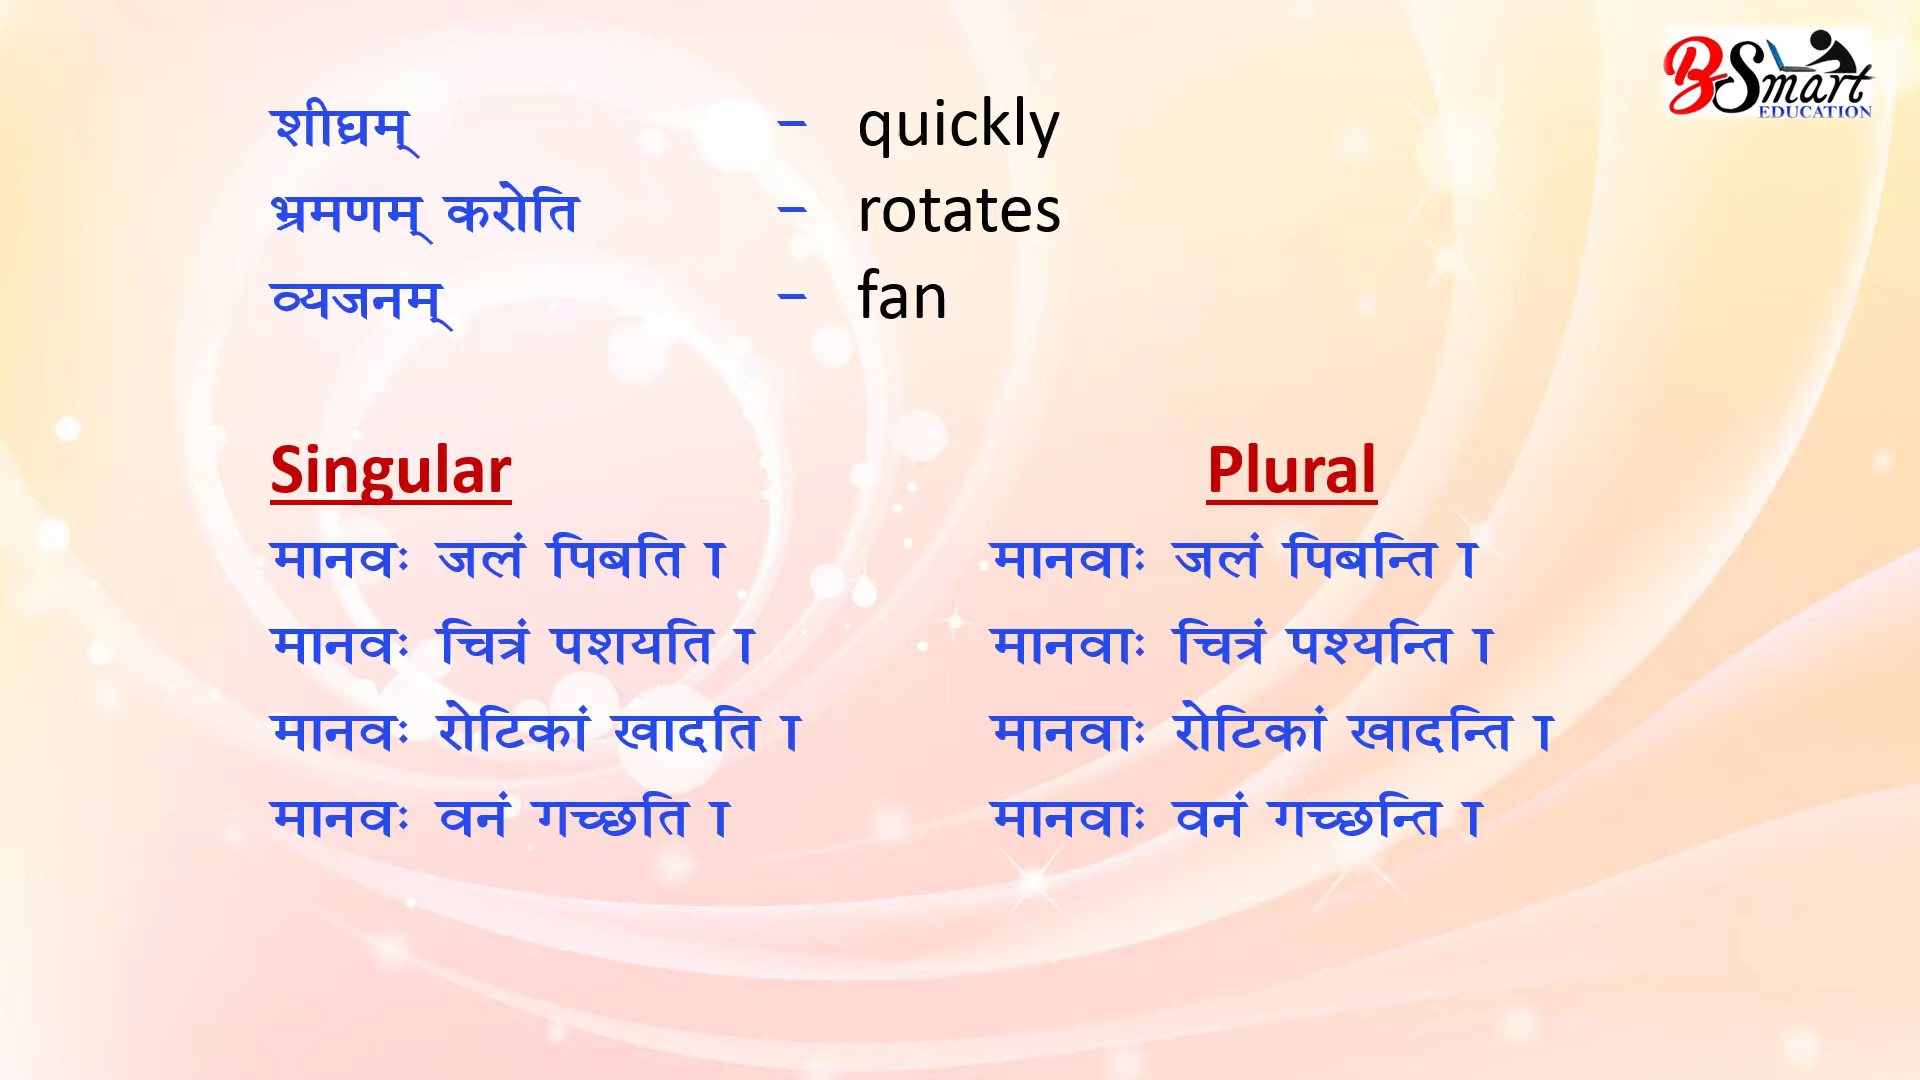 BSmart
EDUCATION
शीघ्रम् - quickly
भ्रमणम् करोति - rotates
व्यजनम् - fan
Singular Plural
मानवः जलं पिबति । मानवाः जलं पिबन्ति ।
मानवः चित्रं पशयति । मानवाः चित्रं पश्यन्ति ।
मानवः रोटिकां खादति । मानवाः रोटिकां खादन्ति ।
मानवः वनं गच्छति । मानवाः वनं गच्छन्ति ।